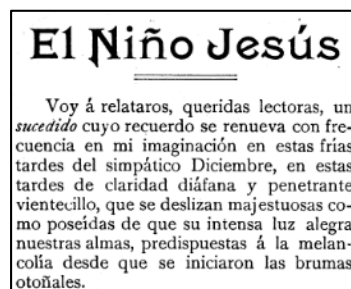 El Niño Jesús
Voy á relataros, queridas lectoras, un
sucedido cuyo recuerdo se renueva con fre-
cuencia en mi imaginación en estas frías
tardes del simpático Diciembre, en estas
tardes de claridad diáfana y penetrante
vientecillo, que se deslizan majestuosas co-
mo poseídas de que su intensa luz alegra
nuestras almas, predispuestas á la melan-
colía desde que se iniciaron las brumas
otoñales.